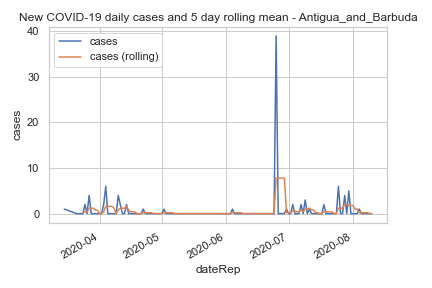 New COVID-19 daily cases and 5 day rolling mean - Antigua_and_Barbuda
cases
cases (rolling)
40
30
20
10
0
cases
2020-04
2020-05
2020-06
2020-07
2020-08
dateRep